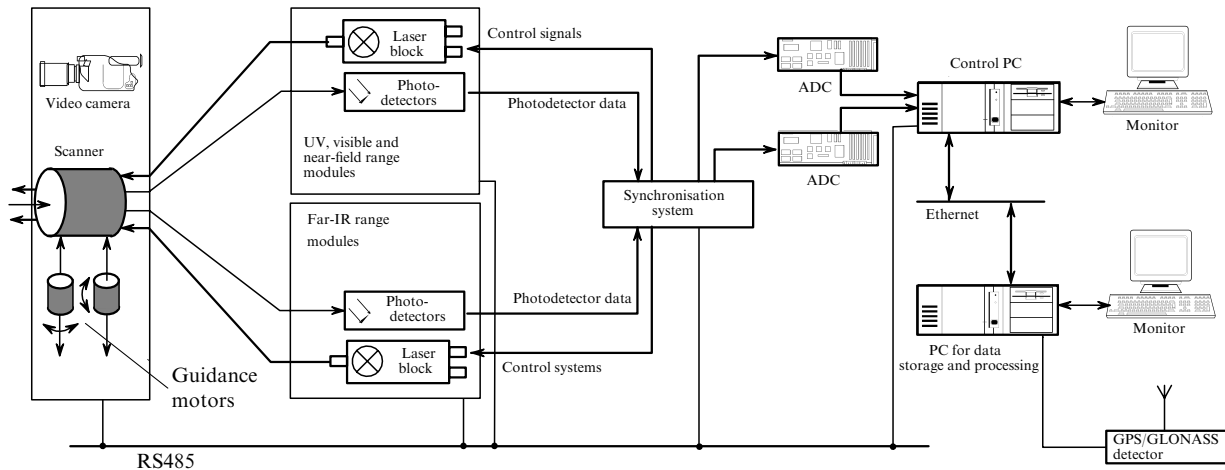 Video camera
Scanner
Guidance
motors
Laser
block
Photo-
detectors
UV, visible and
near-field range
modules
Far-IR range
modules
Photo-
detectors
Laser
block
Control signals
Photodetector data
Synchronisation
system
Photodetector data
Control systems
ADC
ADC
Control PC
Monitor
Ethernet
PC for data
storage and processing
Monitor
GPS/GLONASS
detector
RS485